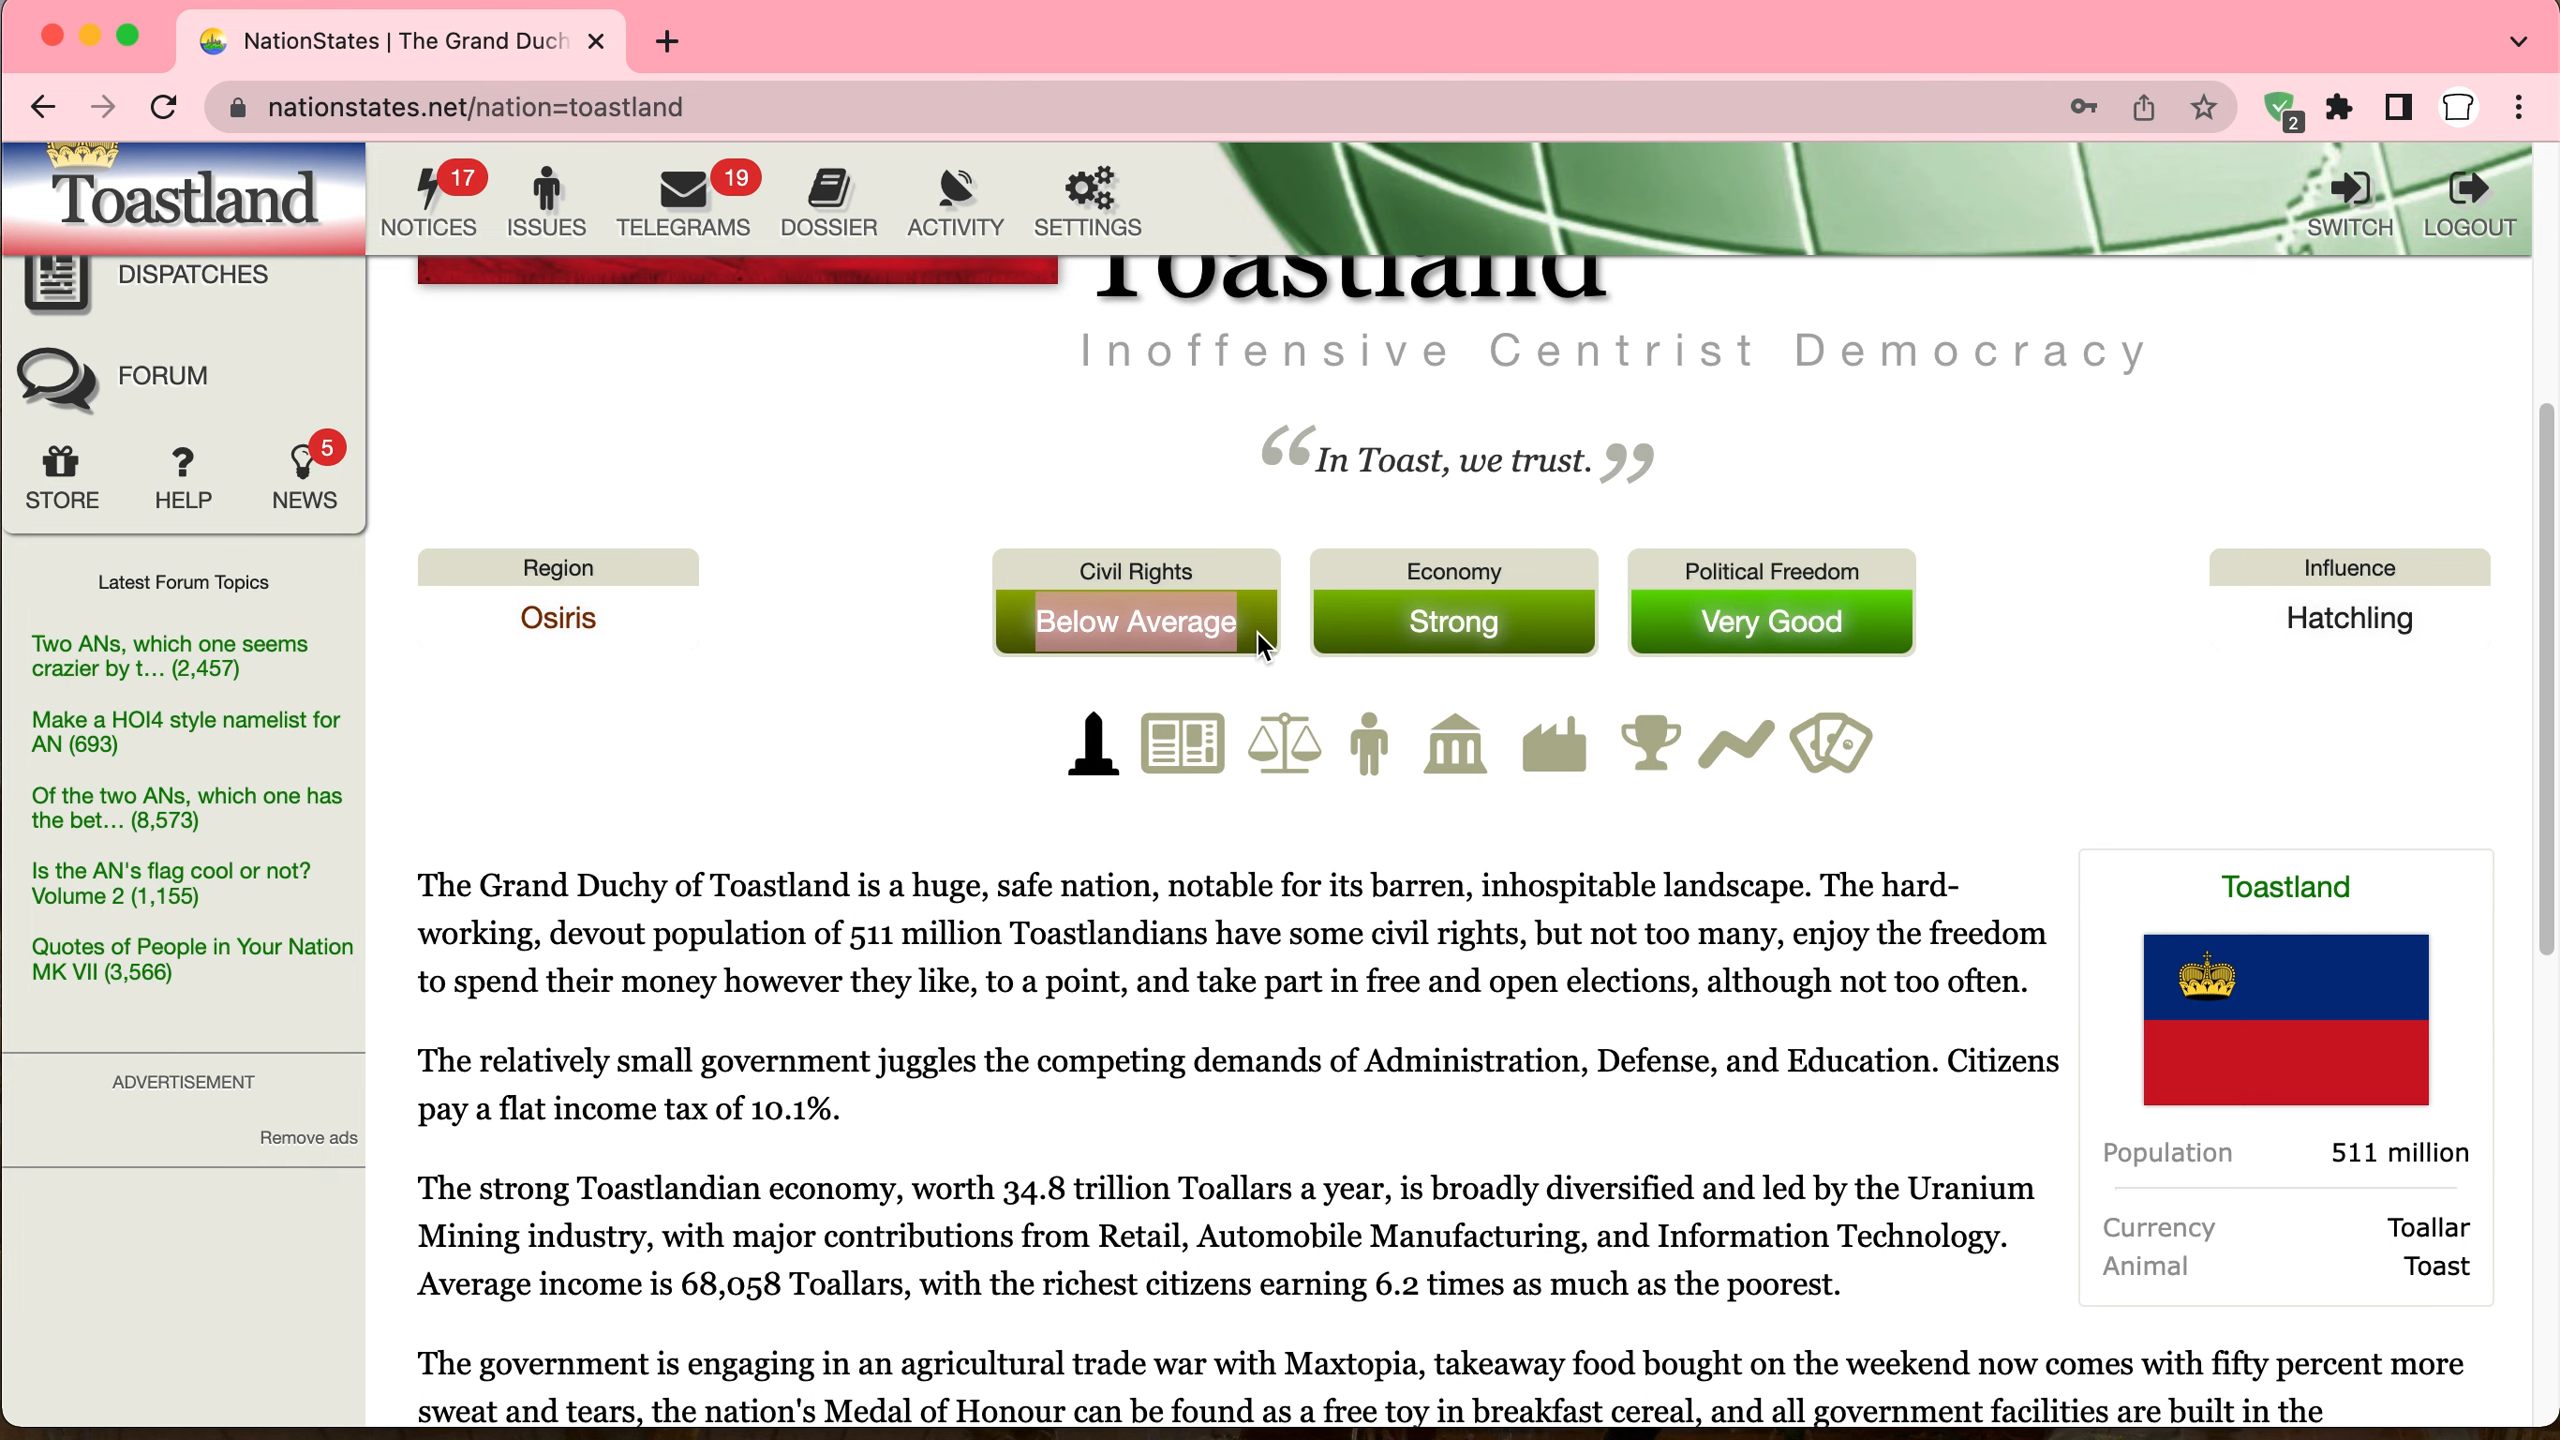 NationStates | The Grand Duch
nationstates.net/nation=toastland
2
Toastland
17
NOTICES
ISSUES
19
TELEGRAMS
DOSSIER
ACTIVITY
SETTINGS
SWITCH
LOGOUT
DISPATCHES
FORUM
STORE
HELP
5
NEWS
Latest Forum Topics
Two ANs, which one seems
crazier by t... (2,457)
Make a HOI4 style namelist for
AN (693)
Of the two ANs, which one has
the bet... (8,573)
Is the AN's flag cool or not?
Volume 2 (1,155)
Quotes of People in Your Nation
MK VII (3,566)
ADVERTISEMENT
Remove ads
Toastland
Inoffensive Centrist Democracy
“In Toast, we trust.”
Region
Osiris
Civil Rights
Below Average
Economy
Strong
Political Freedom
Very Good
Influence
Hatchling
The Grand Duchy of Toastland is a huge, safe nation, notable for its barren, inhospitable landscape. The hard-
working, devout population of 511 million Toastlandians have some civil rights, but not too many, enjoy the freedom
to spend their money however they like, to a point, and take part in free and open elections, although not too often.
The relatively small government juggles the competing demands of Administration, Defense, and Education. Citizens
pay a flat income tax of 10.1%.
The strong Toastlandian economy, worth 34.8 trillion Toallars a year, is broadly diversified and led by the Uranium
Mining industry, with major contributions from Retail, Automobile Manufacturing, and Information Technology.
Average income is 68,058 Toallars, with the richest citizens earning 6.2 times as much as the poorest.
The government is engaging in an agricultural trade war with Maxtopia, takeaway food bought on the weekend now comes with fifty percent more
sweat and tears, the nation's Medal of Honour can be found as a free toy in breakfast cereal, and all government facilities are built in the
Toastland
Population 511 million
Currency Toallar
Animal Toast